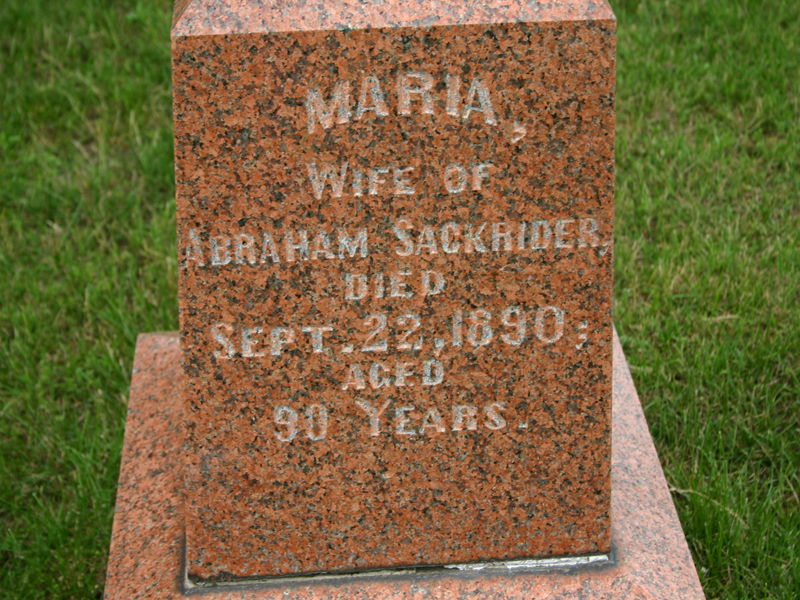 MARIA,
WIFE OF
ABRAHAM SACKRIDER,
DIED
SEPT. 22, 1890;
AGED
90 YEARS.